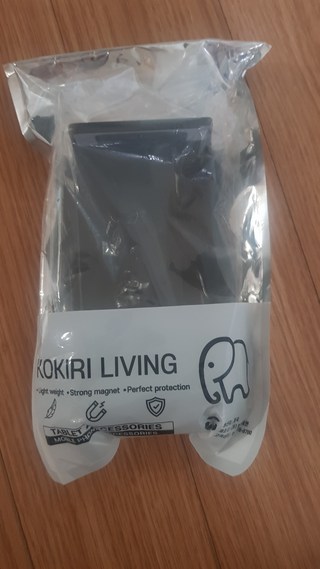 KOKIRI LIVING
• Light weight • Strong magnet • Perfect protection
TABLET ACCESSORIES